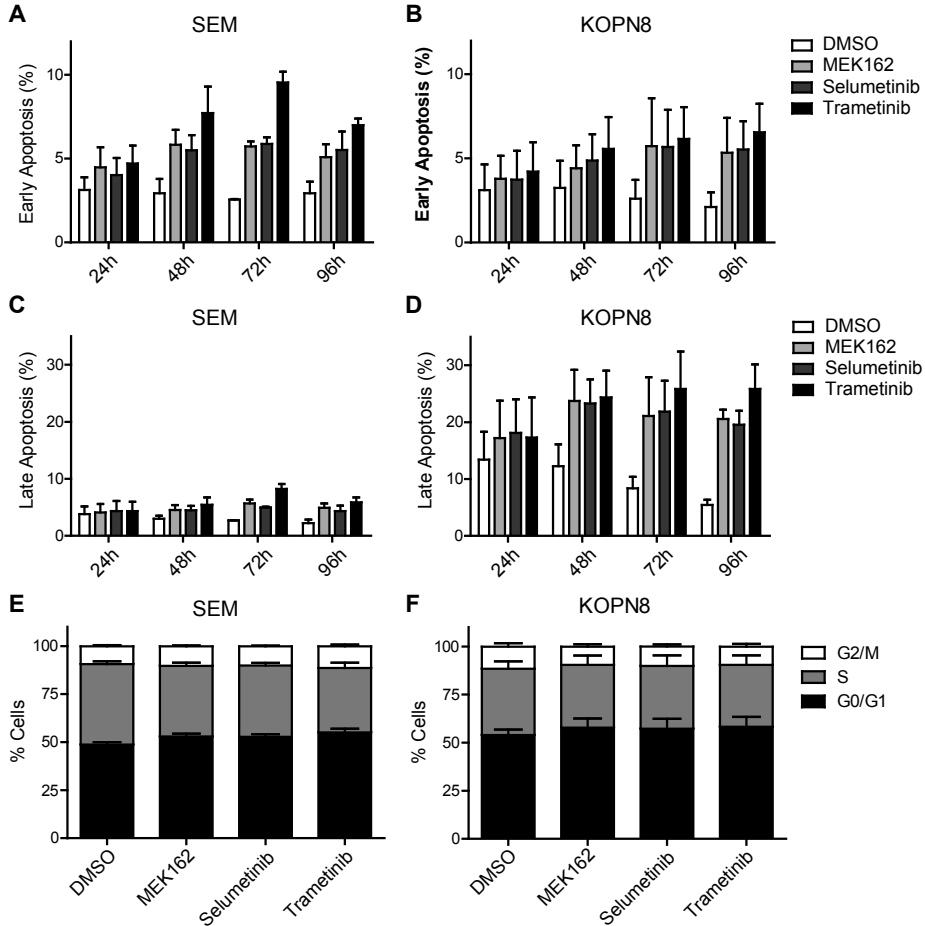 A
SEM
Early Apoptosis (%)
10
5
0
24h
48h
72h
96h
B
KOPN8
Early Apoptosis (%)
10
5
0
24h
48h
72h
96h
DMSO
MEK162
Selumetinib
Trametinib
C
SEM
Late Apoptosis (%)
30
20
10
0
24h
48h
72h
96h
D
KOPN8
Late Apoptosis (%)
30
20
10
0
24h
48h
72h
96h
DMSO
MEK162
Selumetinib
Trametinib
E
SEM
% Cells
100
75
50
25
0
DMSO
MEK162
Selumetinib
Trametinib
F
KOPN8
% Cells
100
75
50
25
0
DMSO
MEK162
Selumetinib
Trametinib
G2/M
S
G0/G1